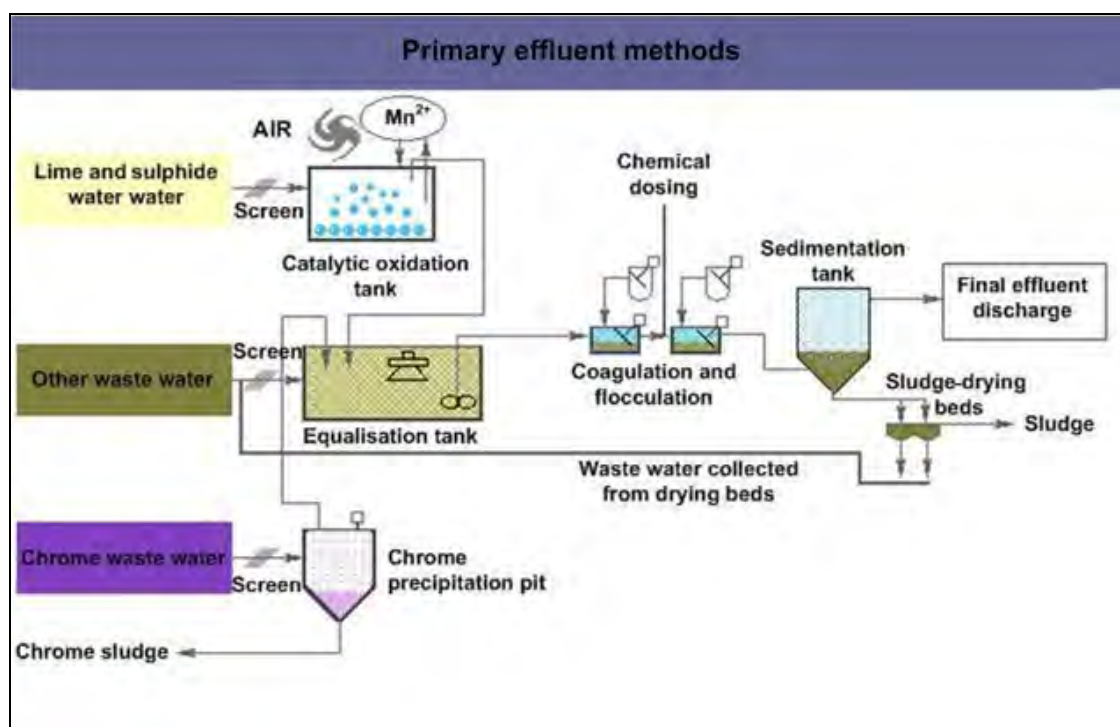 Primary effluent methods
AIR
Mn²⁺
Lime and sulphide
water water
Screen
Catalytic oxidation
tank
Chemical
dosing
Sedimentation
tank
Final effluent
discharge
Other waste water
Screen
Equalisation tank
Coagulation and
flocculation
Sludge-drying
beds
Sludge
Waste water collected
from drying beds
Chrome waste water
Screen
Chrome
precipitation pit
Chrome sludge